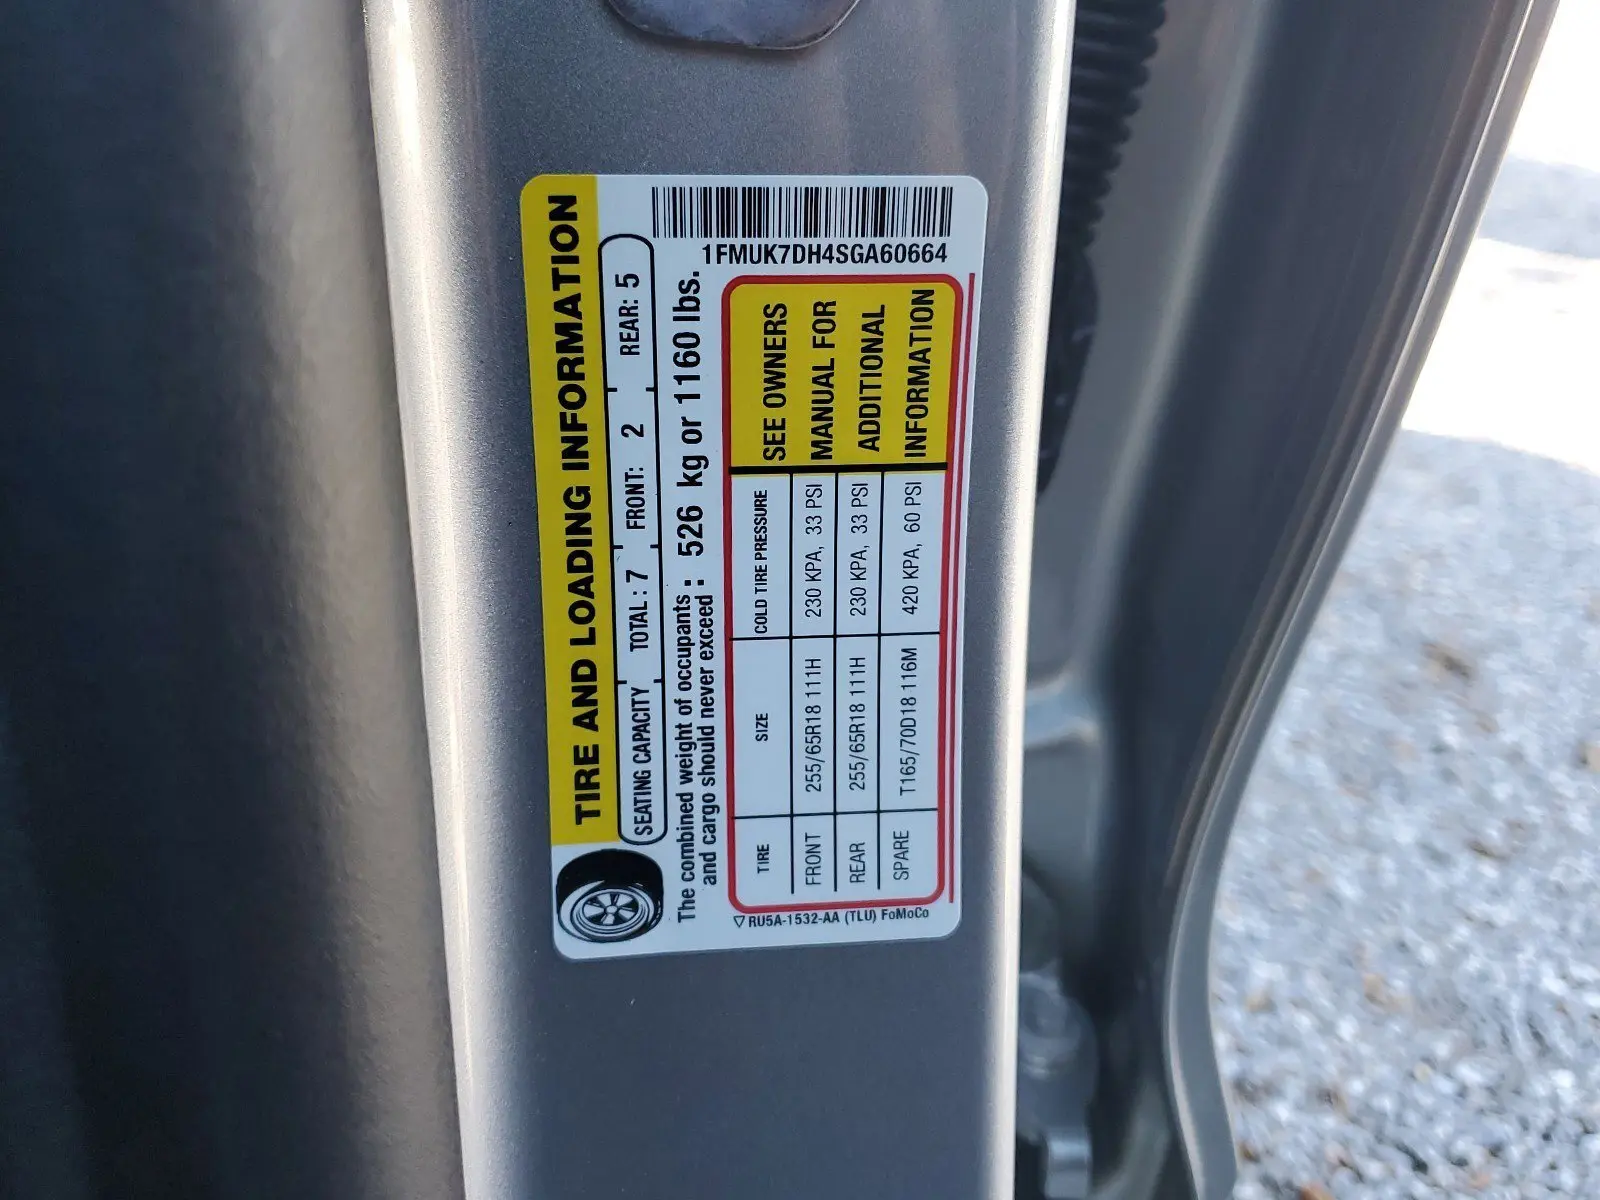 1FMUK7DH4SGA60664
TIRE AND LOADING INFORMATION
SEATING CAPACITY TOTAL: 7 FRONT: 2 REAR: 5
The combined weight of occupants
and cargo should never exceed : 526 kg or 1160 lbs.
TIRE SIZE COLD TIRE PRESSURE
FRONT 255/65R18 111H 230 KPA, 33 PSI
REAR 255/65R18 111H 230 KPA, 33 PSI
SPARE T165/70D18 116M 420 KPA, 60 PSI
SEE OWNERS
MANUAL FOR
ADDITIONAL
INFORMATION
RU5A-1532-AA (TLU) FoMoCo